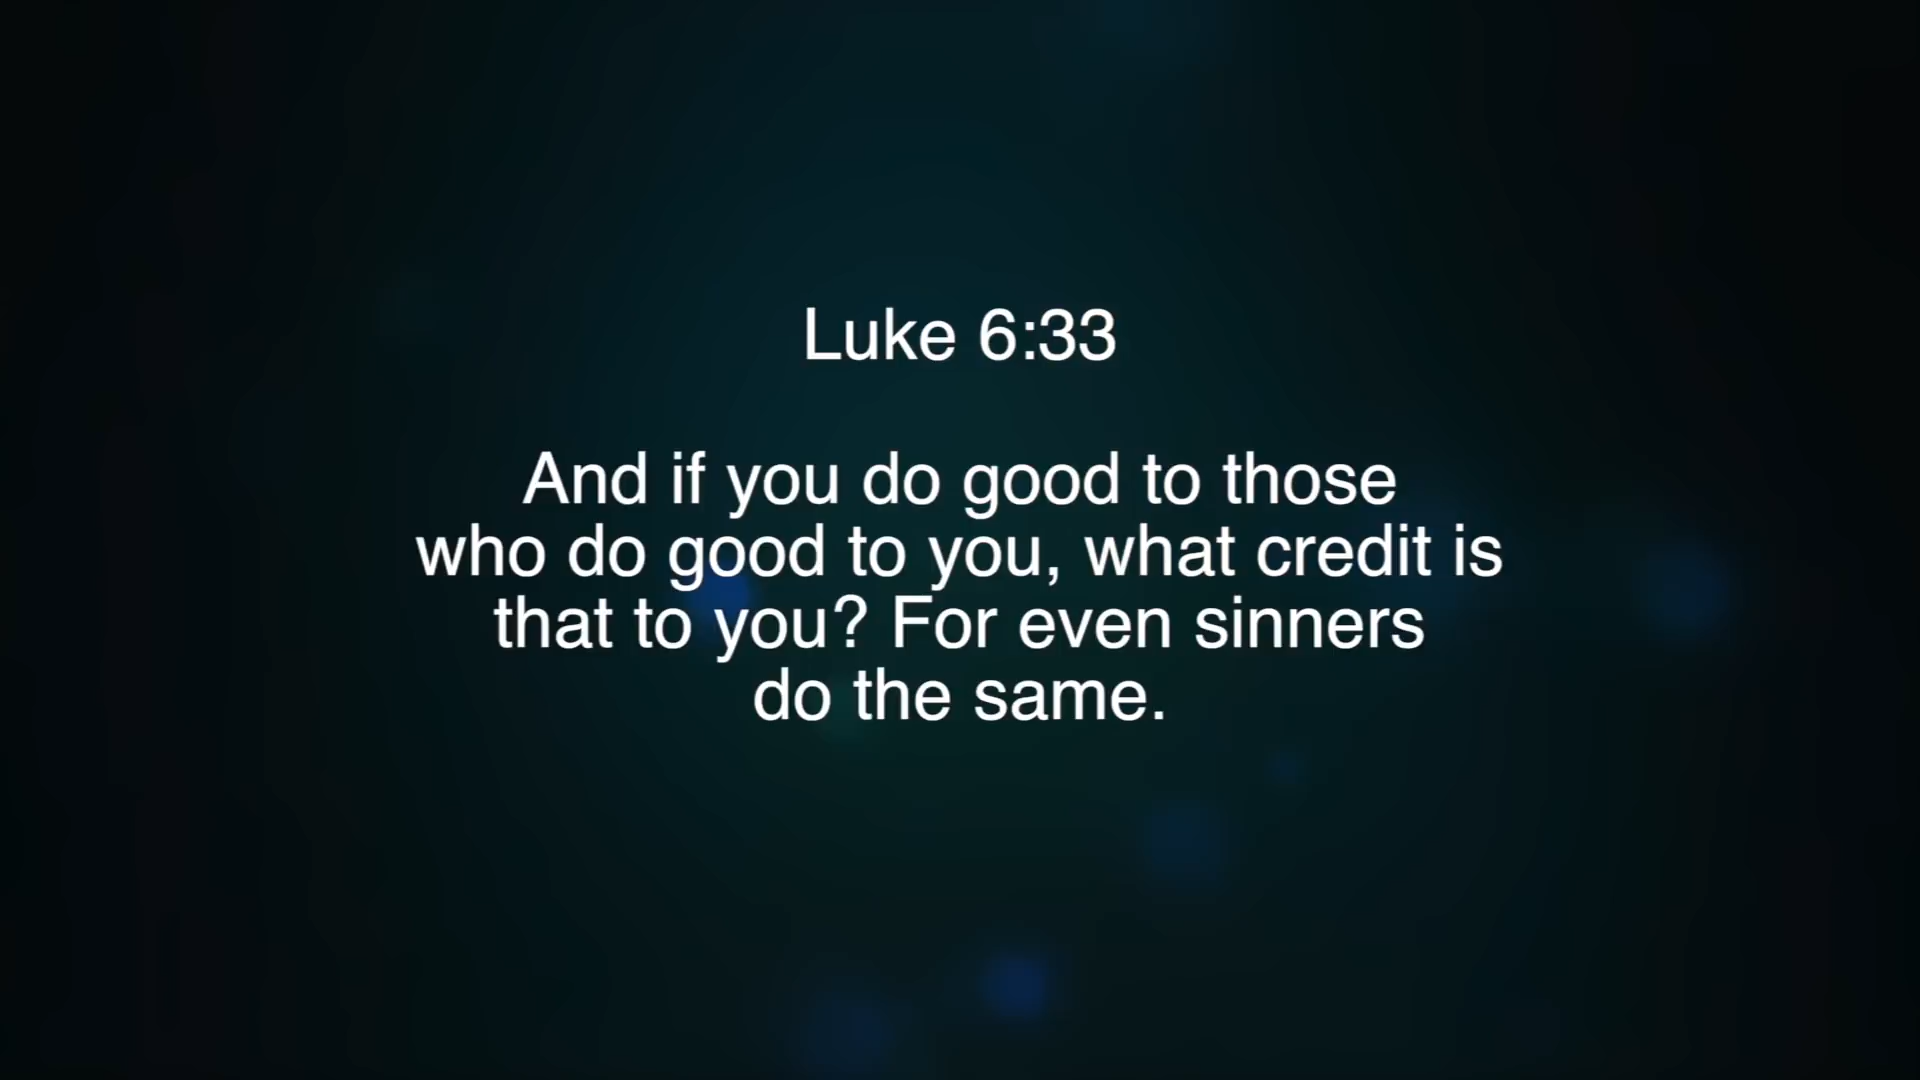 Luke 6:33
And if you do good to those
who do good to you, what credit is
that to you? For even sinners
do the same.